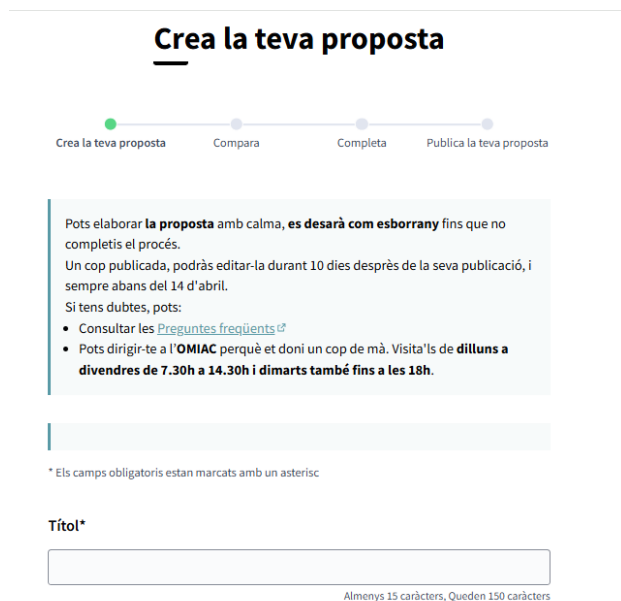 Crea la teva proposta
Crea la teva proposta
Compara
Completa
Publica la teva proposta
Pots elaborar la proposta amb calma, es desarà com esborrany fins que no
completis el procés.
Un cop publicada, podràs editar-la durant 10 dies desprès de la seva publicació, i
sempre abans del 14 d'abril.
Si tens dubtes, pots:
• Consultar les Preguntes freqüents
• Pots dirigir-te a l'OMIAC perquè et doni un cop de mà. Visita'ls de dilluns a
divendres de 7.30h a 14.30h i dimarts també fins a les 18h.
* Els camps obligatoris estan marcats amb un asterisc
Títol*
Almenys 15 caràcters, Queden 150 caràcters